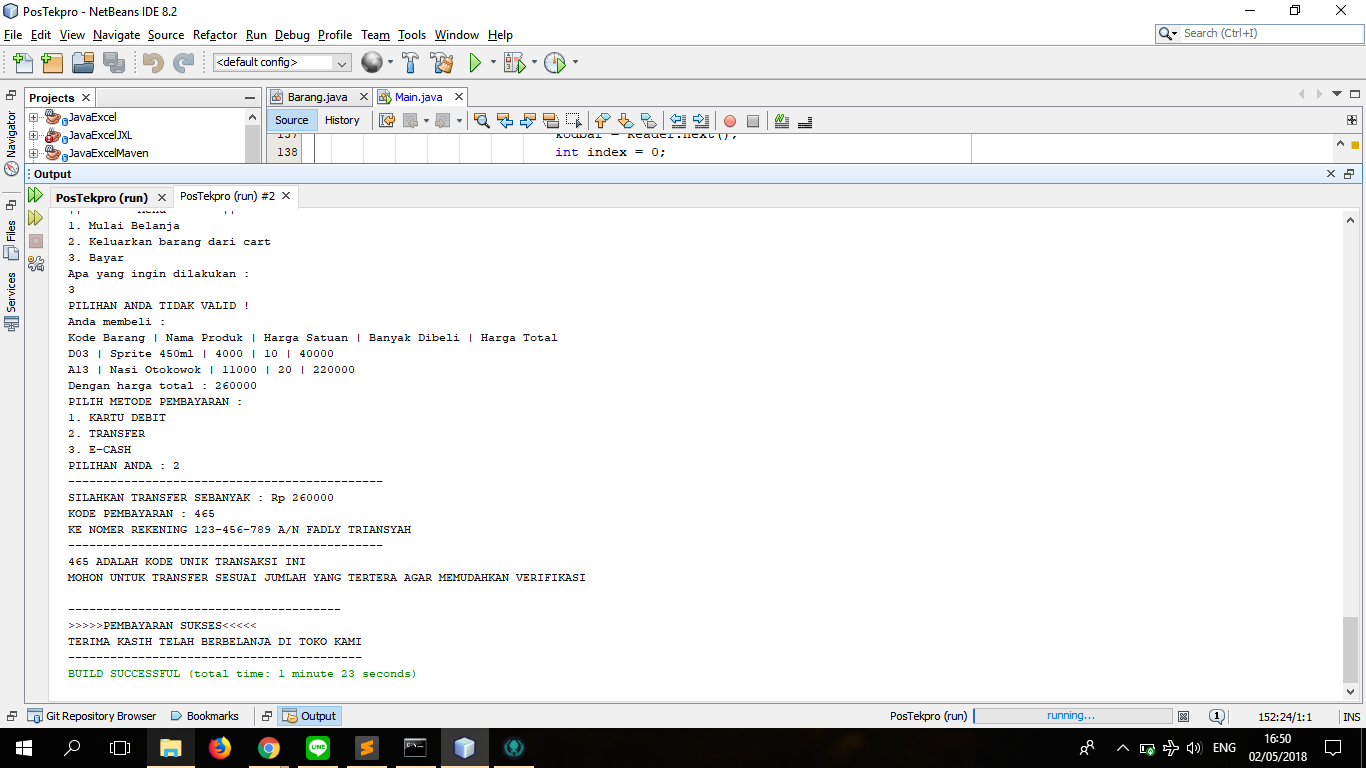 PosTekpro - NetBeans IDE 8.2
File Edit View Navigate Source Refactor Run Debug Profile Team Tools Window Help
Search (Ctrl+I)
<default config>
Projects
Barang.java
Main.java
Navigator
Files
Services
JavaExcel
JavaExcelJXL
JavaExcelMaven
Source History
137 kodbar = Reader.next();
138 int index = 0;
Output
PosTekpro (run)
PosTekpro (run) #2
|| Menu ||
1. Mulai Belanja
2. Keluarkan barang dari cart
3. Bayar
Apa yang ingin dilakukan :
3
PILIHAN ANDA TIDAK VALID !
Anda membeli :
Kode Barang | Nama Produk | Harga Satuan | Banyak Dibeli | Harga Total
D03 | Sprite 450ml | 4000 | 10 | 40000
A13 | Nasi Otokowok | 11000 | 20 | 220000
Dengan harga total : 260000
PILIH METODE PEMBAYARAN :
1. KARTU DEBIT
2. TRANSFER
3. E-CASH
PILIHAN ANDA : 2
---------------------------------------------
SILAHKAN TRANSFER SEBANYAK : Rp 260000
KODE PEMBAYARAN : 465
KE NOMER REKENING 123-456-789 A/N FADLY TRIANSYAH
---------------------------------------------
465 ADALAH KODE UNIK TRANSAKSI INI
MOHON UNTUK TRANSFER SESUAI JUMLAH YANG TERTERA AGAR MEMUDAHKAN VERIFIKASI
---------------------------------------
>>>>>PEMBAYARAN SUKSES<<<<<
TERIMA KASIH TELAH BERBELANJA DI TOKO KAMI
------------------------------------------
BUILD SUCCESSFUL (total time: 1 minute 23 seconds)
Git Repository Browser
Bookmarks
Output
PosTekpro (run)
running...
1
152:24/1:1
INS
ENG
16:50
02/05/2018